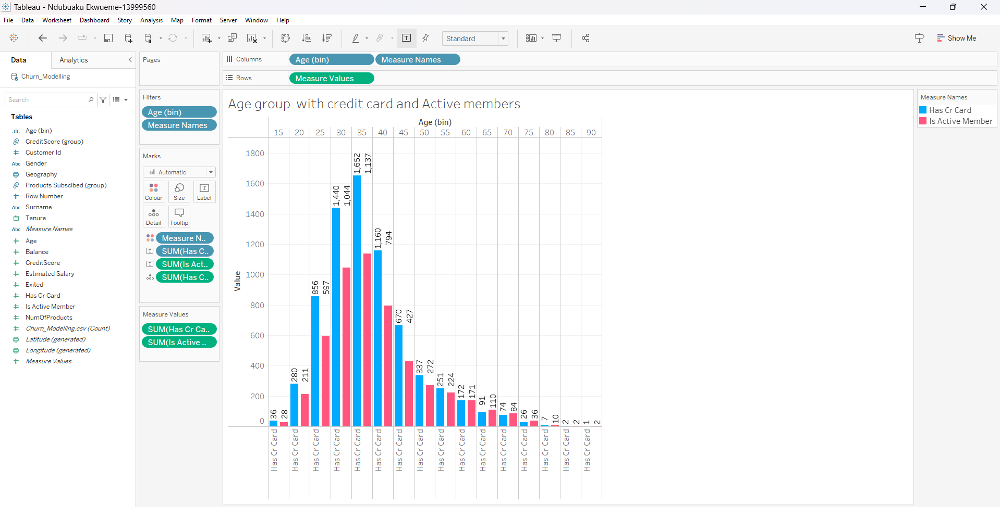 Tableau - Ndubuaku Ekwueme-13999560
File Data Worksheet Dashboard Story Analysis Map Format Server Window Help
Standard
Show Me
Data Analytics
Churn_Modelling
Search
Tables
Age (bin)
CreditScore (group)
Customer Id
Abc Gender
Geography
Products Subscibed (group)
Row Number
Abc Surname
Tenure
Abc Measure Names
Age
Balance
CreditScore
Estimated Salary
Exited
Has Cr Card
Is Active Member
NumOfProducts
Churn_Modelling.csv (Count)
Latitude (generated)
Longitude (generated)
Measure Values
Pages
Filters
Age (bin)
Measure Names
Marks
Automatic
Colour Size Label
Detail Tooltip
Measure N..
SUM(Has C..
SUM(Is Act..
SUM(Has C..
Measure Values
SUM(Has Cr Ca..
SUM(Is Active ..
Columns Age (bin) Measure Names
Rows Measure Values
Age group  with credit card and Active members
Age (bin)
15 20 25 30 35 40 45 50 55 60 65 70 75 80 85 90
Value
1800
1600
1400
1200
1000
800
600
400
200
0
36 28
280 211
856 597
1,440 1,044
1,652 1,137
1,160 794
670 427
337 272
251 224
172 171
91 110
74 84
26 36
7 10
2 2
1 2
Has Cr Card Has Cr Card Has Cr Card Has Cr Card Has Cr Card Has Cr Card Has Cr Card Has Cr Card Has Cr Card Has Cr Card Has Cr Card Has Cr Card Has Cr Card Has Cr Card Has Cr Card Has Cr Card
Measure Names
Has Cr Card
Is Active Member